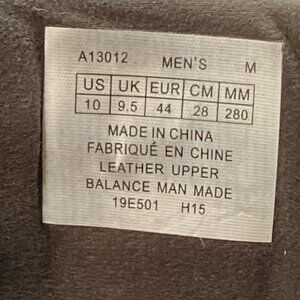 A13012 MEN'S M
US UK EUR CM MM
10 9.5 44 28 280
MADE IN CHINA
FABRIQUÉ EN CHINE
LEATHER UPPER
BALANCE MAN MADE
19E501 H15